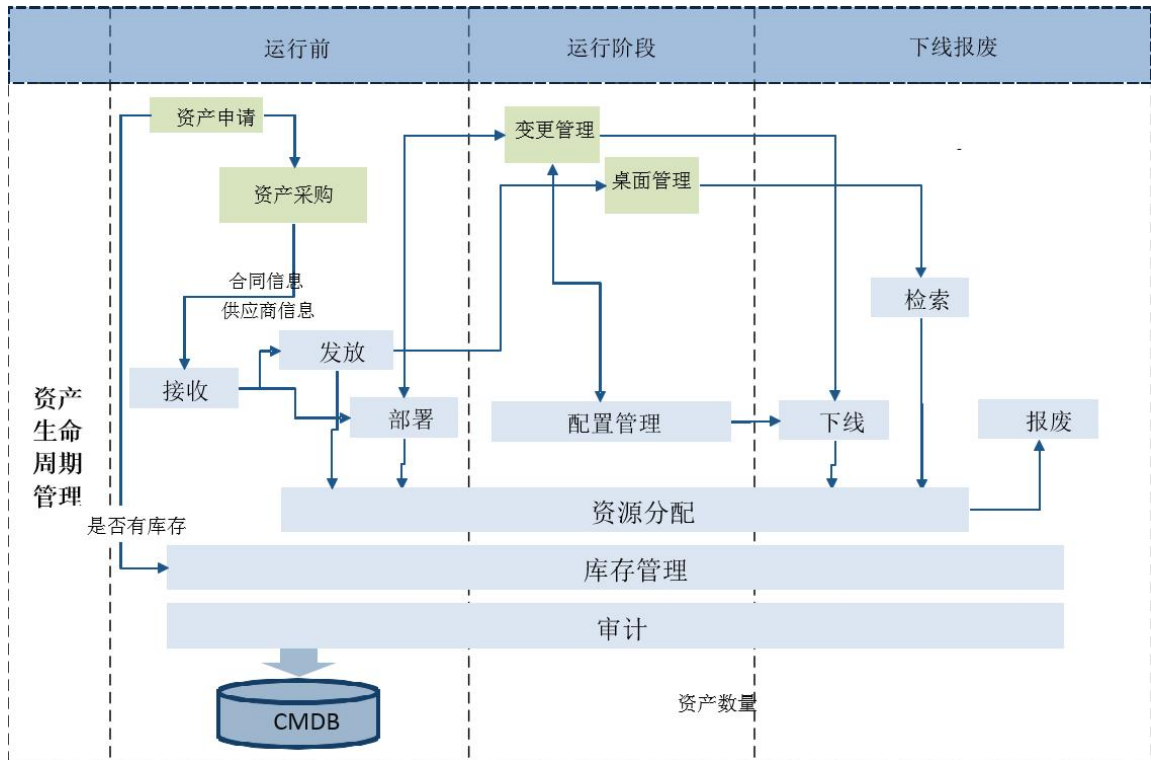 运行前
运行阶段
下线报废
资产申请
变更管理
桌面管理
资产采购
合同信息
供应商信息
检索
发放
接收
资产
生命
周期
管理
部署
配置管理
下线
报废
资源分配
是否有库存
库存管理
审计
CMDB
资产数量